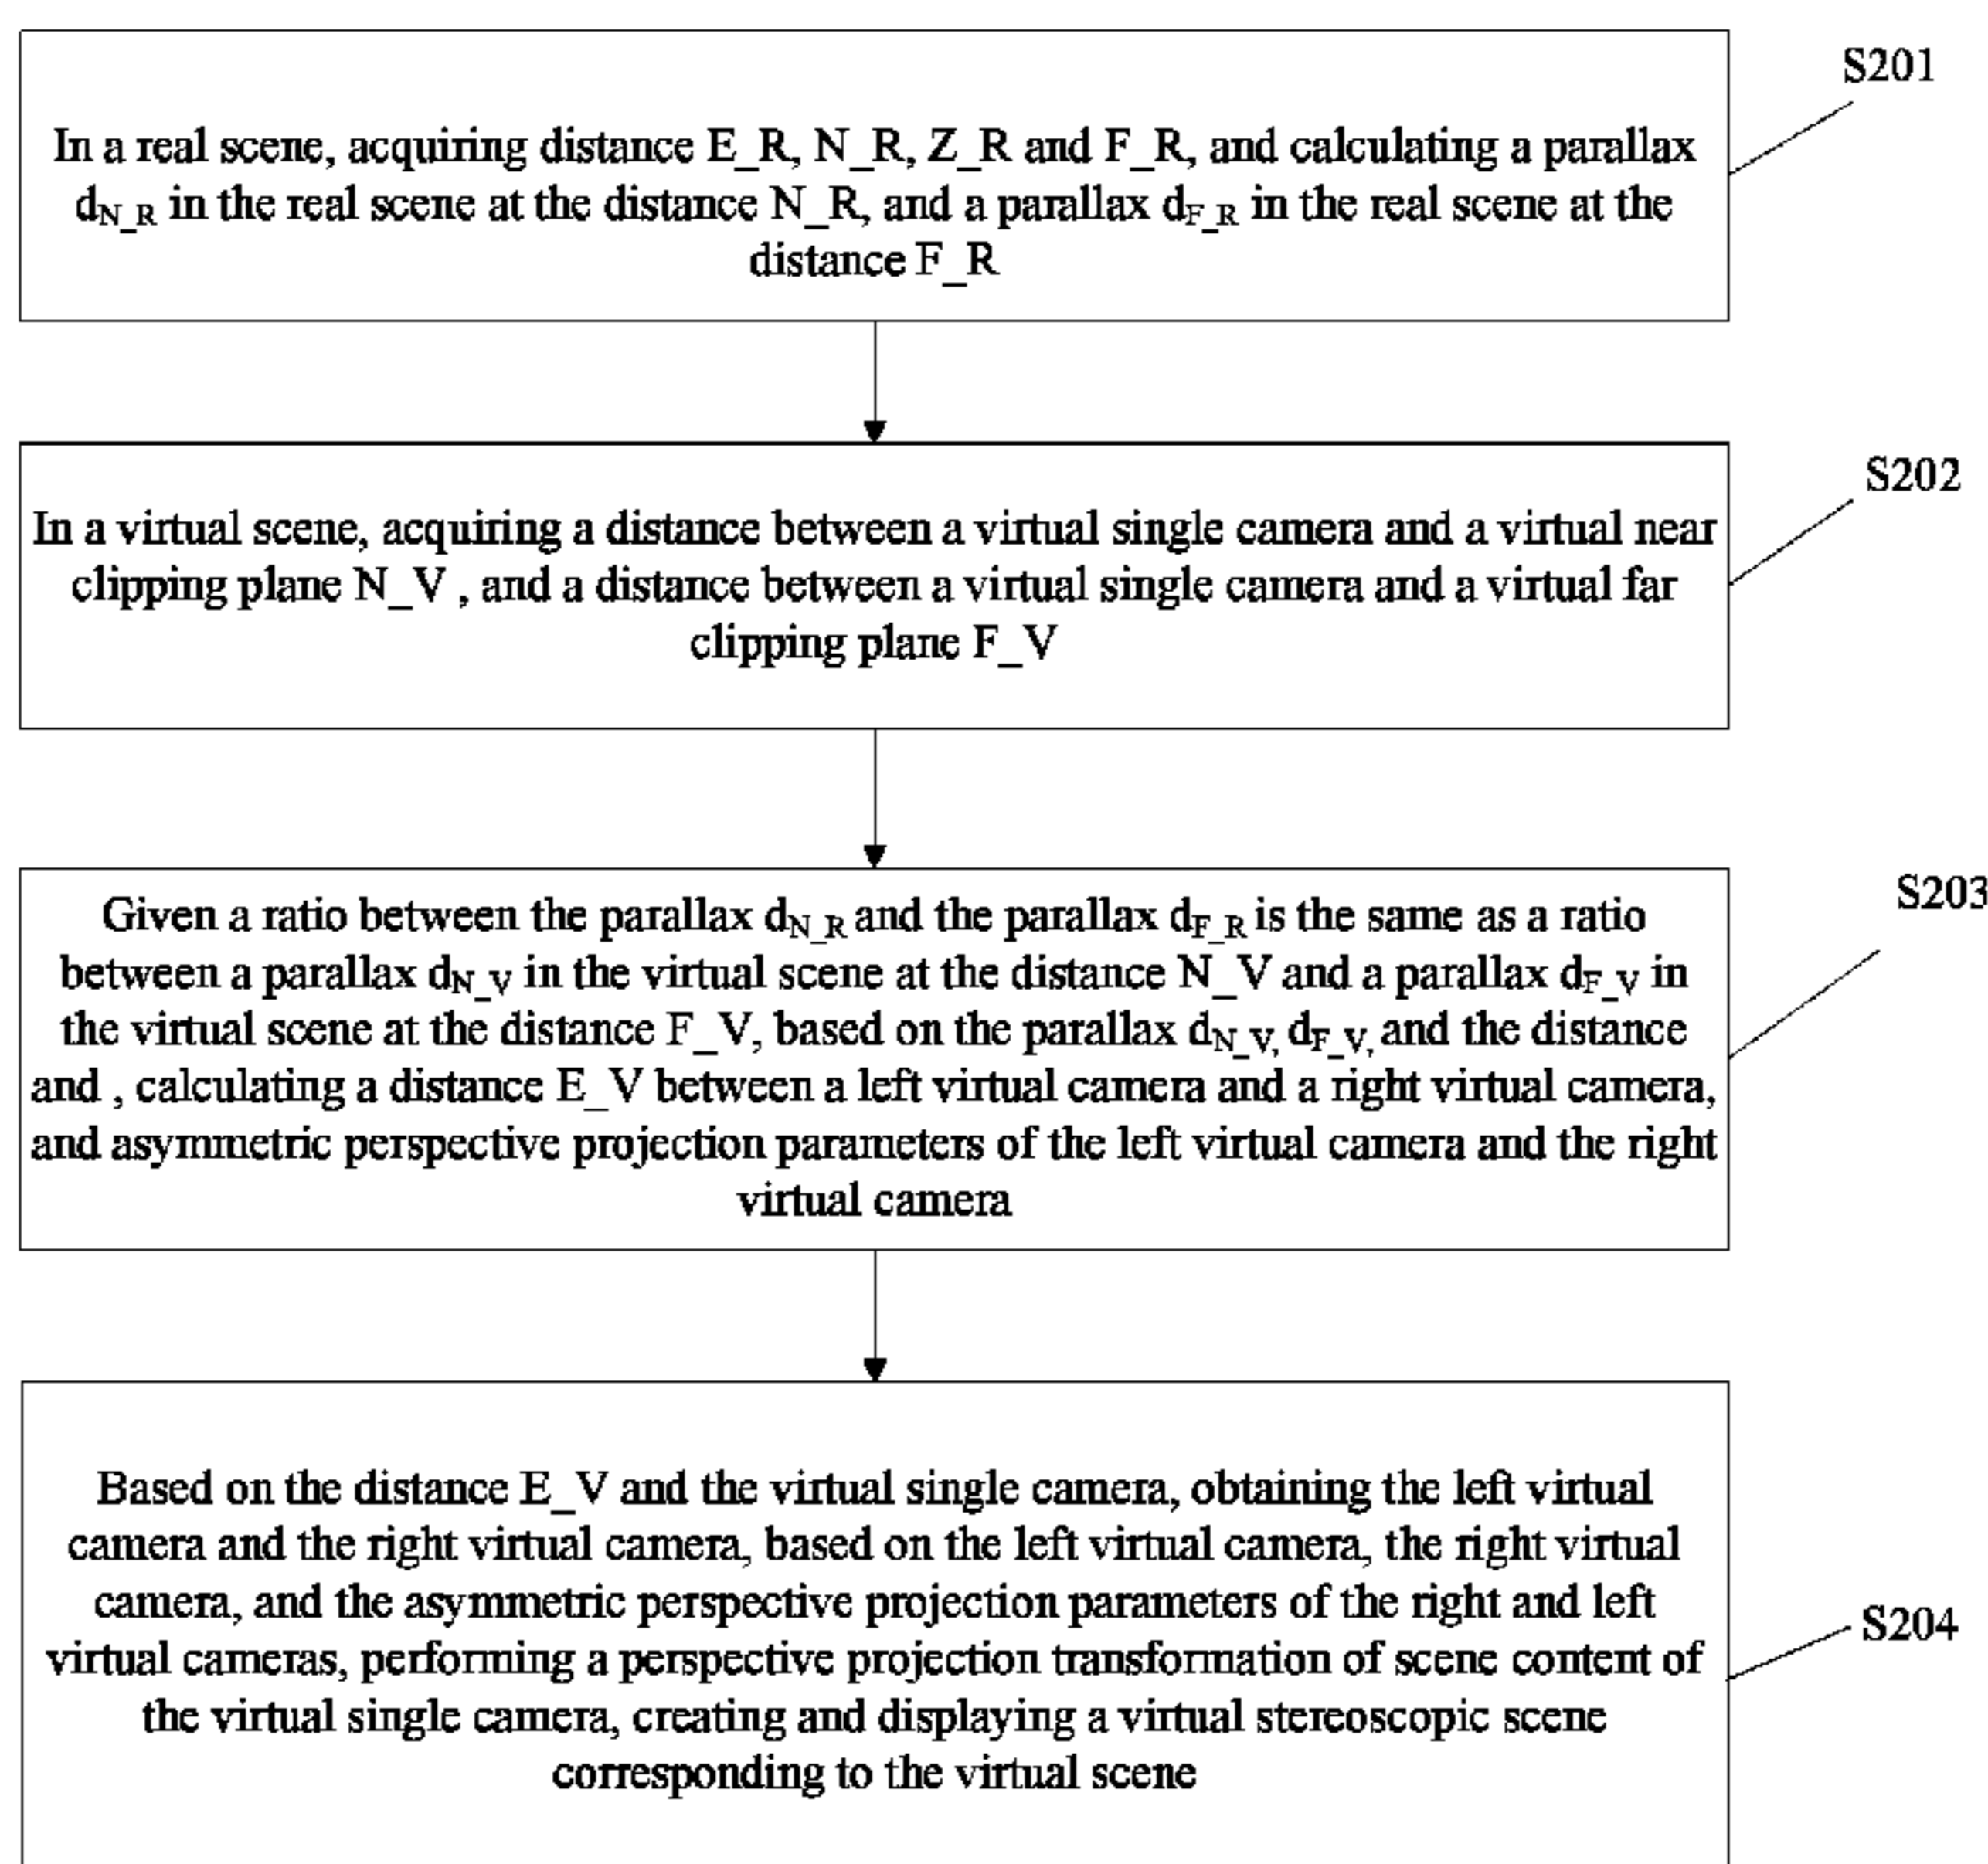 S201
In a real scene, acquiring distance E_R, N_R, Z_R and F_R, and calculating a parallax
d_N_R in the real scene at the distance N_R, and a parallax d_F_R in the real scene at the
distance F_R
S202
In a virtual scene, acquiring a distance between a virtual single camera and a virtual near
clipping plane N_V , and a distance between a virtual single camera and a virtual far
clipping plane F_V
S203
Given a ratio between the parallax d_N_R and the parallax d_F_R is the same as a ratio
between a parallax d_N_V in the virtual scene at the distance N_V and a parallax d_F_V in
the virtual scene at the distance F_V, based on the parallax d_N_V, d_F_V, and the distance
and , calculating a distance E_V between a left virtual camera and a right virtual camera,
and asymmetric perspective projection parameters of the left virtual camera and the right
virtual camera
Based on the distance E_V and the virtual single camera, obtaining the left virtual
camera and the right virtual camera, based on the left virtual camera, the right virtual
camera, and the asymmetric perspective projection parameters of the right and left
virtual cameras, performing a perspective projection transformation of scene content of
the virtual single camera, creating and displaying a virtual stereoscopic scene
corresponding to the virtual scene
S204